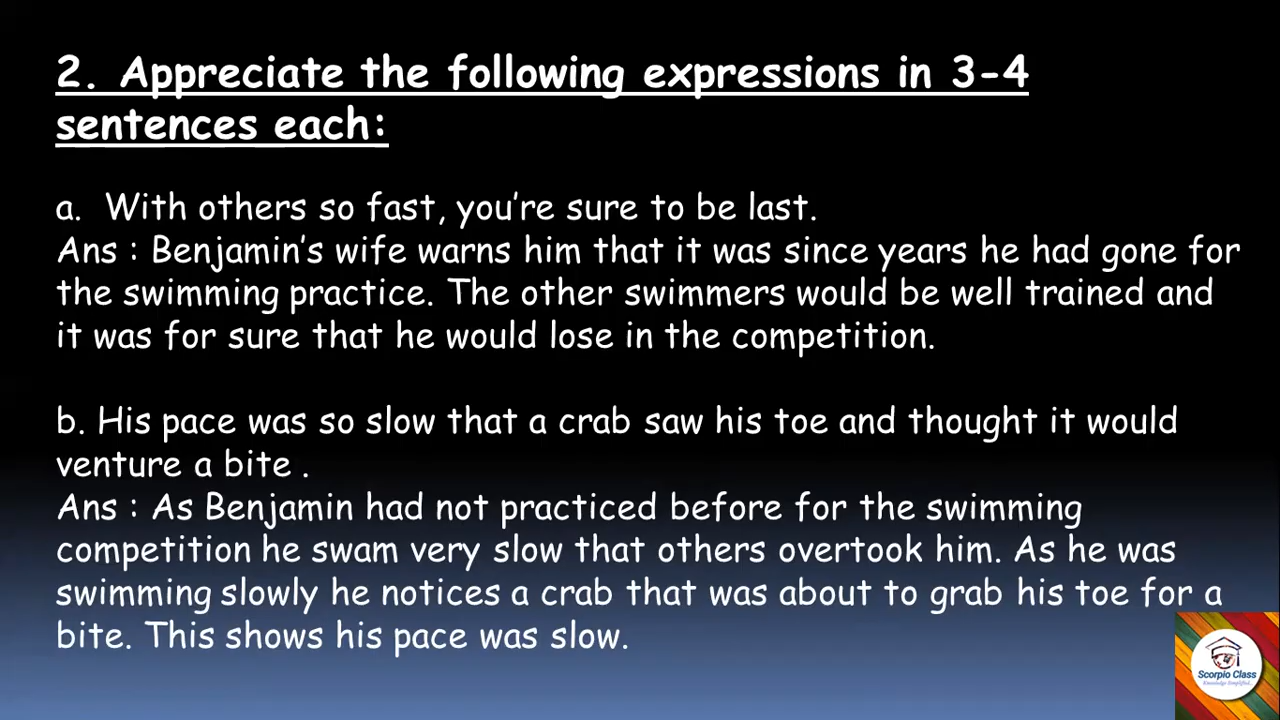 2. Appreciate the following expressions in 3-4
sentences each:
a. With others so fast, you're sure to be last.
Ans : Benjamin's wife warns him that it was since years he had gone for
the swimming practice. The other swimmers would be well trained and
it was for sure that he would lose in the competition.
b. His pace was so slow that a crab saw his toe and thought it would
venture a bite .
Ans : As Benjamin had not practiced before for the swimming
competition he swam very slow that others overtook him. As he was
swimming slowly he notices a crab that was about to grab his toe for a
bite. This shows his pace was slow.
Scorpio Class
Knowledge Simplified...